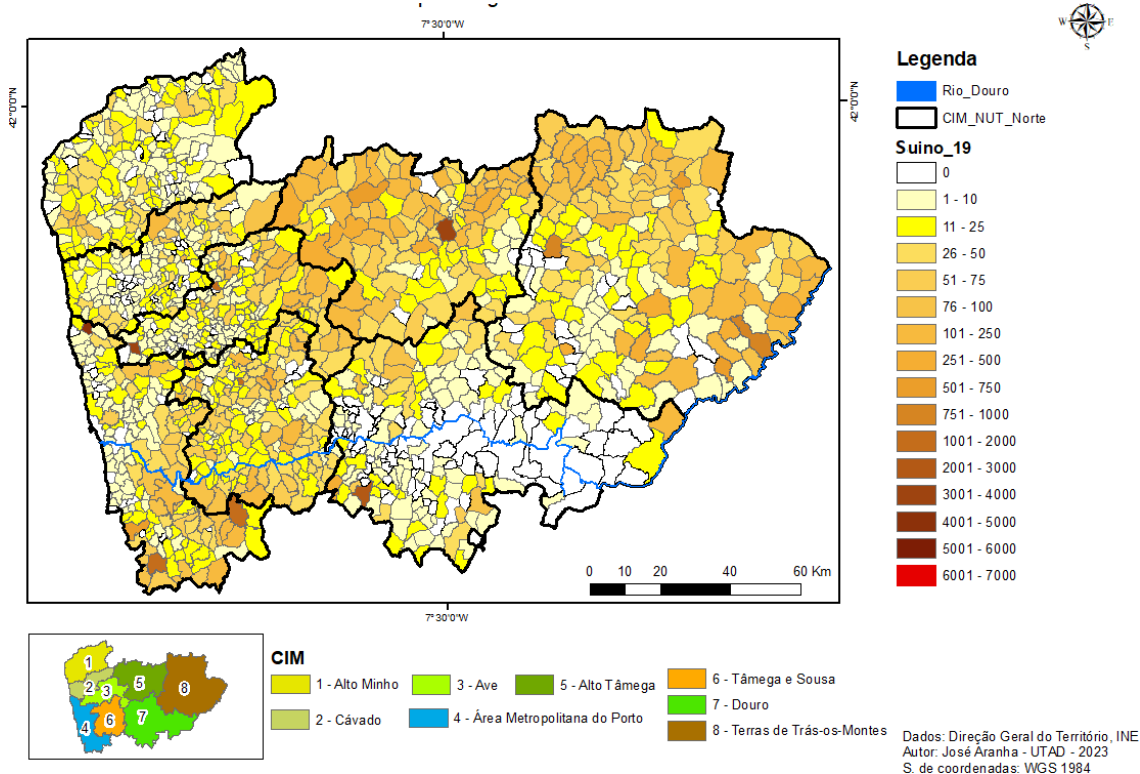 7°30'0"W
W E
S
42°0'0"N
42°0'0"N
Legenda
Rio_Douro
CIM_NUT_Norte
Suino_19
0
1 - 10
11 - 25
26 - 50
51 - 75
76 - 100
101 - 250
251 - 500
501 - 750
751 - 1000
1001 - 2000
2001 - 3000
3001 - 4000
4001 - 5000
5001 - 6000
6001 - 7000
0 10 20 40 60 Km
7°30'0"W
CIM
1 - Alto Minho
3 - Ave
5 - Alto Tâmega
6 - Tâmega e Sousa
2 - Cávado
4 - Área Metropolitana do Porto
7 - Douro
8 - Terras de Trás-os-Montes
1
2
3
5
8
4
6
7
Dados: Direção Geral do Território, INE
Autor: José Aranha - UTAD - 2023
S. de coordenadas: WGS 1984